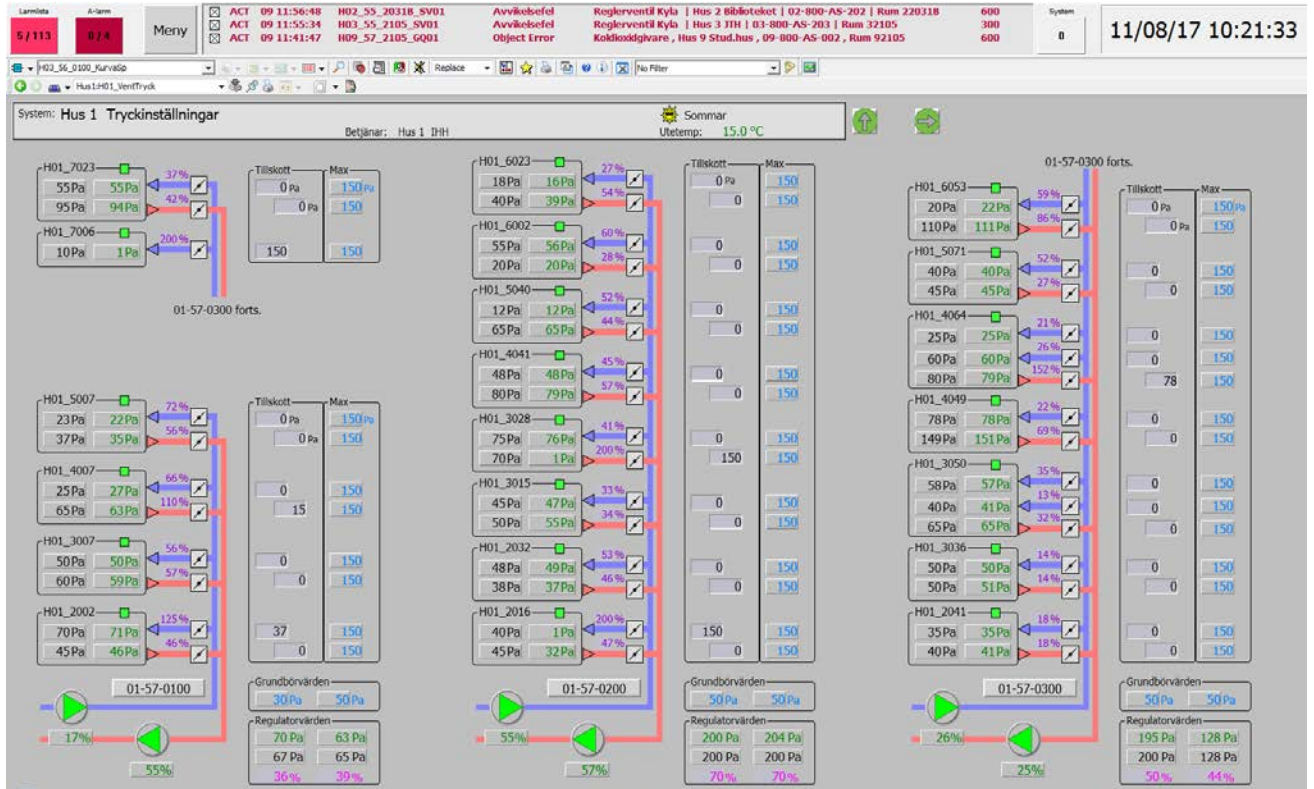 Larmlista A-larm System
5 / 113 0 / 4 Meny 0 11/08/17 10:21:33
ACT 09 11:56:48 H02_55_20318_SV01 Avvikelsefel Reglerventil Kyla | Hus 2 Biblioteket | 02-800-AS-202 | Rum 220318 600
ACT 09 11:55:34 H03_55_2105_SV01 Avvikelsefel Reglerventil Kyla | Hus 3 JTH | 03-800-AS-203 | Rum 32105 300
ACT 09 11:41:47 H09_57_2105_GQ01 Object Error Koldioxidgivare , Hus 9 Stud.hus , 09-800-AS-002 , Rum 92105 600
H03_56_0100_KurvaSp Replace No Filter
Hus1:H01_VentTryck
System: Hus 1 Tryckinställningar Sommar
Betjänar: Hus 1 IHH Utetemp: 15.0 °C
H01_7023 Tillskott Max
55Pa 55Pa 37% 0 Pa 150 Pa
95Pa 94Pa 42% 0 Pa 150
H01_7006
10Pa 1Pa 200% 150 150
01-57-0300 forts.
H01_5007 Tillskott Max
23Pa 22Pa 72% 0 Pa 150 Pa
37Pa 35Pa 56% 0 Pa 150
H01_4007
25Pa 27Pa 66% 0 150
65Pa 63Pa 110% 15 150
H01_3007
50Pa 50Pa 56% 0 150
60Pa 59Pa 57% 0 150
H01_2002
70Pa 71Pa 125% 37 150
45Pa 46Pa 46% 0 150
01-57-0100
17%
55%
Grundbörvärden
30Pa 50Pa
Regulatorvärden
70 Pa 63 Pa
67 Pa 65 Pa
36% 39%
H01_6023 Tillskott Max
18Pa 16Pa 27% 0 Pa 150
40Pa 39Pa 54% 0 150
H01_6002
55Pa 56Pa 60% 0 150
20Pa 20Pa 28% 0 150
H01_5040
12Pa 12Pa 52% 0 150
65Pa 65Pa 44% 0 150
H01_4041
48Pa 48Pa 45% 0 150
80Pa 79Pa 57% 0 150
H01_3028
75Pa 76Pa 41% 0 150
70Pa 1Pa 200% 150 150
H01_3015
45Pa 47Pa 33% 0 150
50Pa 55Pa 34% 0 150
H01_2032
48Pa 49Pa 53% 0 150
38Pa 37Pa 46% 0 150
H01_2016
40Pa 1Pa 200% 150 150
45Pa 32Pa 47% 0 150
01-57-0200
55%
57%
Grundbörvärden
50Pa 50Pa
Regulatorvärden
200 Pa 204 Pa
200 Pa 200 Pa
70% 70%
01-57-0300 forts.
H01_6053 Tillskott Max
20Pa 22Pa 59% 0 Pa 150 Pa
110Pa 111Pa 86% 0 Pa 150
H01_5071
40Pa 40Pa 52% 0 150
45Pa 45Pa 27% 0 150
H01_4064
25Pa 25Pa 21% 0 150
60Pa 60Pa 26% 0 150
80Pa 79Pa 152% 78 150
H01_4049
78Pa 78Pa 22% 0 150
149Pa 151Pa 69% 0 150
H01_3050
58Pa 57Pa 35% 0 150
40Pa 41Pa 13% 0 150
65Pa 65Pa 32% 0 150
H01_3036
50Pa 50Pa 14% 0 150
50Pa 51Pa 14% 0 150
H01_2041
35Pa 35Pa 18% 0 150
40Pa 41Pa 18% 0 150
01-57-0300
26%
25%
Grundbörvärden
50Pa 50Pa
Regulatorvärden
195 Pa 128 Pa
200 Pa 128 Pa
50% 44%